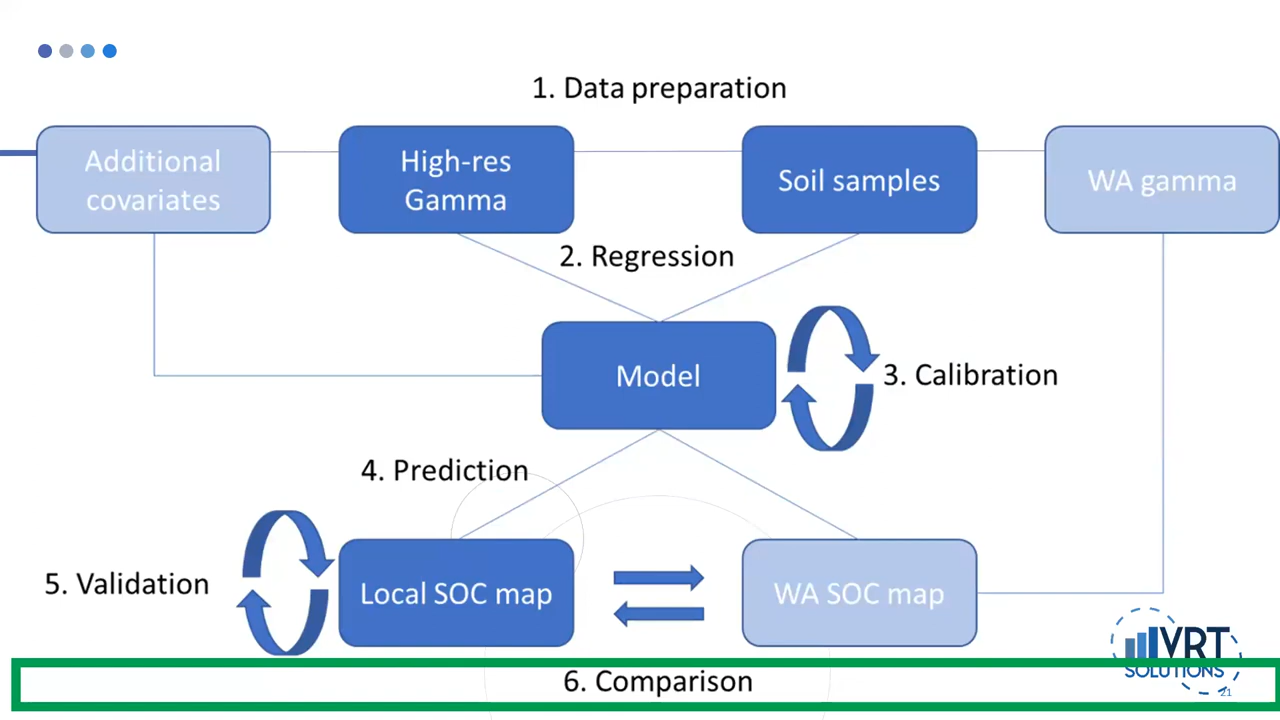 1. Data preparation
Additional
covariates
High-res
Gamma
Soil samples
WA gamma
2. Regression
Model
3. Calibration
4. Prediction
5. Validation
Local SOC map
WA SOC map
VRT
SOLUTIONS
6. Comparison
21